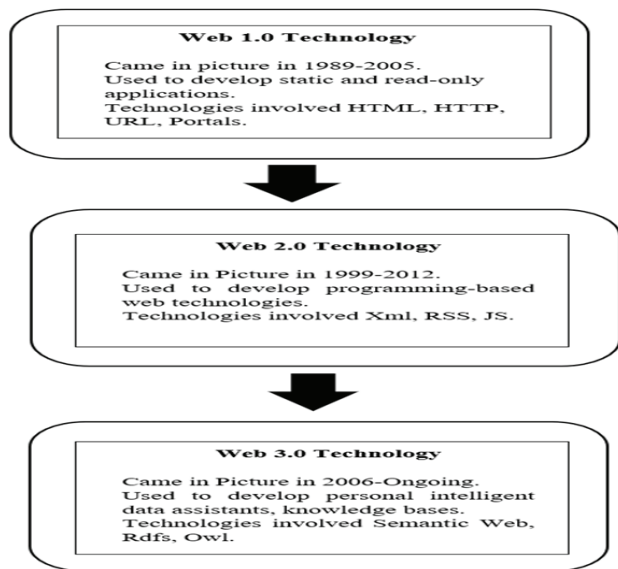 Web 1.0 Technology
Came in picture in 1989-2005.
Used to develop static and read-only
applications.
Technologies involved HTML, HTTP,
URL, Portals.
Web 2.0 Technology
Came in Picture in 1999-2012.
Used to develop programming-based
web technologies.
Technologies involved Xml, RSS, JS.
Web 3.0 Technology
Came in Picture in 2006-Ongoing.
Used to develop personal intelligent
data assistants, knowledge bases.
Technologies involved Semantic Web,
Rdfs, Owl.